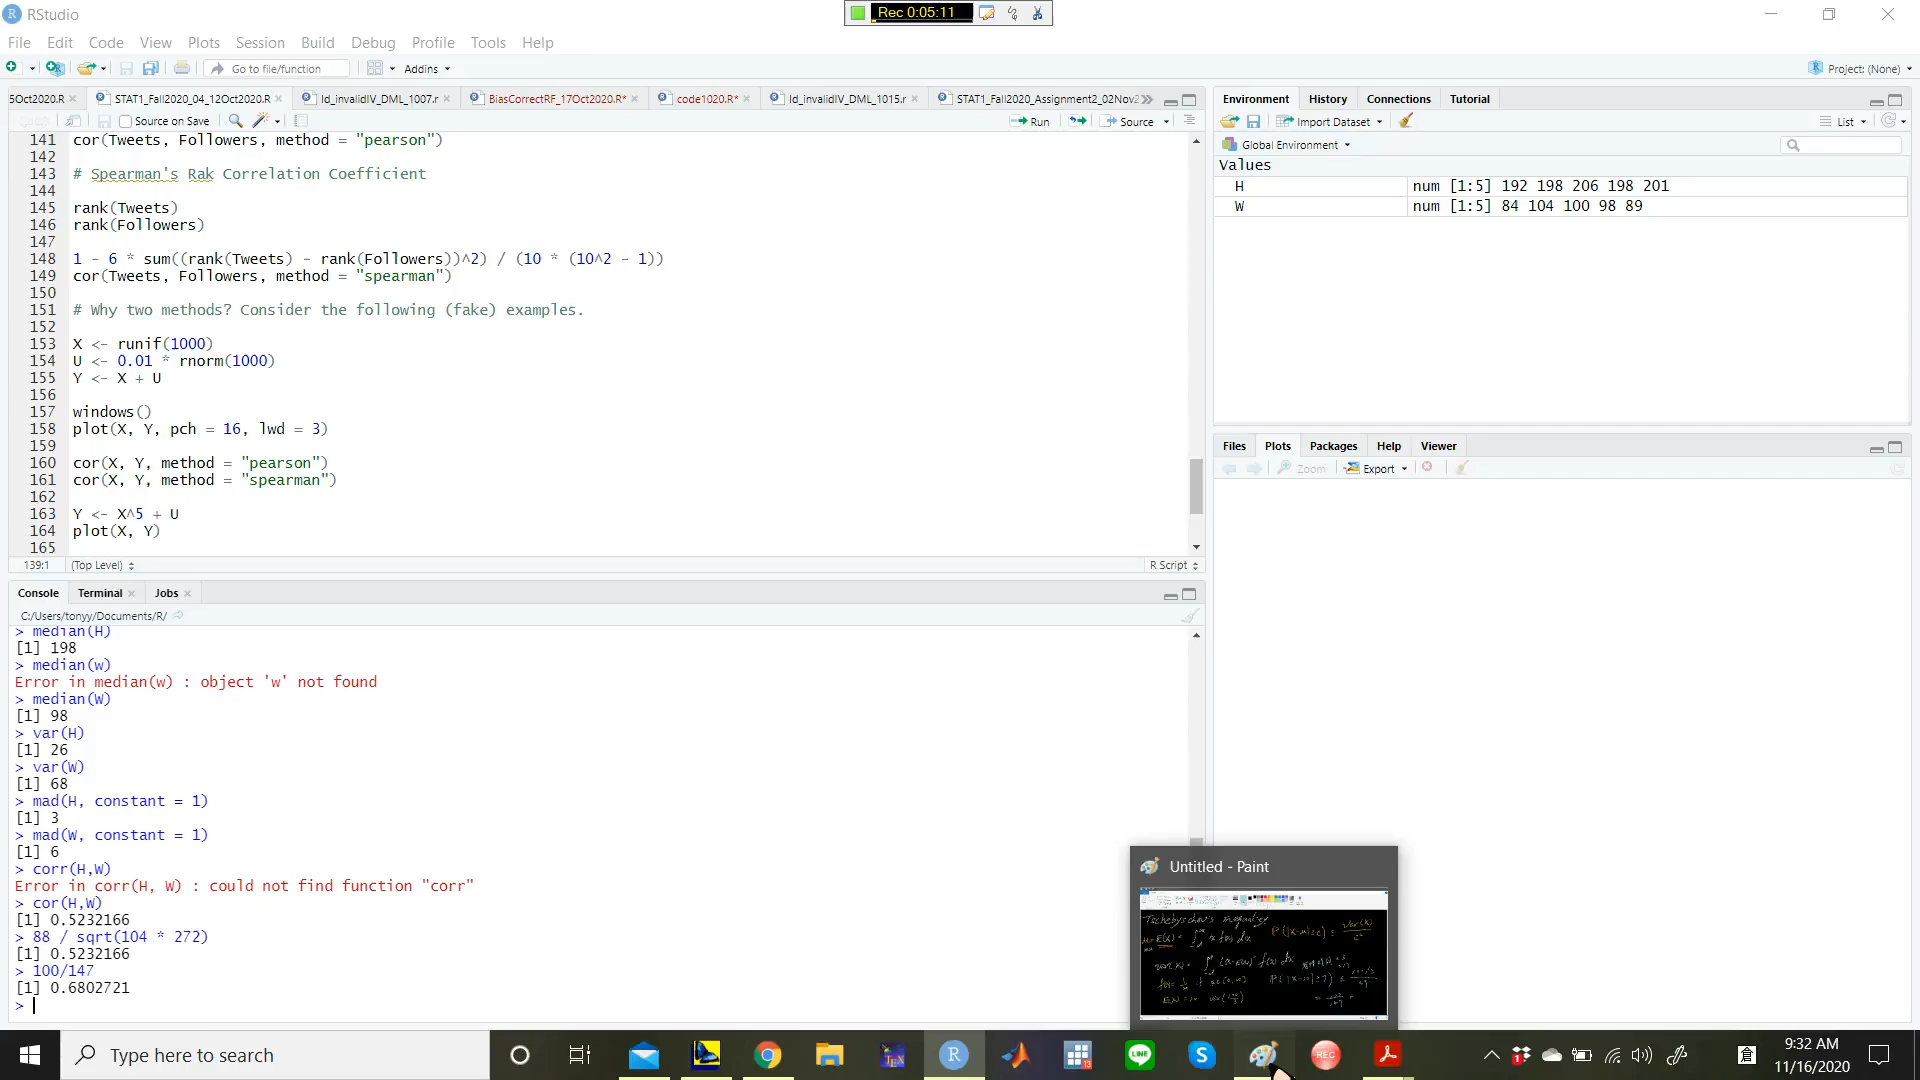 RStudio
Rec 0:05:11
File Edit Code View Plots Session Build Debug Profile Tools Help
Go to file/function
Addins
Project: (None)
5Oct2020.R
STAT1_Fall2020_04_12Oct2020.R
Id_invalidIV_DML_1007.r
BiasCorrectRF_17Oct2020.R*
code1020.R*
Id_invalidIV_DML_1015.r
STAT1_Fall2020_Assignment2_02Nov2
Source on Save
Run
Source
141 cor(Tweets, Followers, method = "pearson")
142
143 # Spearman's Rak Correlation Coefficient
144
145 rank(Tweets)
146 rank(Followers)
147
148 1 - 6 * sum((rank(Tweets) - rank(Followers))^2) / (10 * (10^2 - 1))
149 cor(Tweets, Followers, method = "spearman")
150
151 # Why two methods? Consider the following (fake) examples.
152
153 X <- runif(1000)
154 U <- 0.01 * rnorm(1000)
155 Y <- X + U
156
157 windows()
158 plot(X, Y, pch = 16, lwd = 3)
159
160 cor(X, Y, method = "pearson")
161 cor(X, Y, method = "spearman")
162
163 Y <- X^5 + U
164 plot(X, Y)
165
139:1 (Top Level)
R Script
Console Terminal Jobs
C:/Users/tonyy/Documents/R/
> median(H)
[1] 198
> median(w)
Error in median(w) : object 'w' not found
> median(W)
[1] 98
> var(H)
[1] 26
> var(W)
[1] 68
> mad(H, constant = 1)
[1] 3
> mad(W, constant = 1)
[1] 6
> corr(H,W)
Error in corr(H, W) : could not find function "corr"
> cor(H,W)
[1] 0.5232166
> 88 / sqrt(104 * 272)
[1] 0.5232166
> 100/147
[1] 0.6802721
>
Environment History Connections Tutorial
Import Dataset
List
Global Environment
Values
H num [1:5] 192 198 206 198 201
W num [1:5] 84 104 100 98 89
Files Plots Packages Help Viewer
Zoom
Export
Untitled - Paint
Tschebyschow's inequality
Type here to search
TEX
R
13
LINE
S
REC
1
倉
9:32 AM
11/16/2020